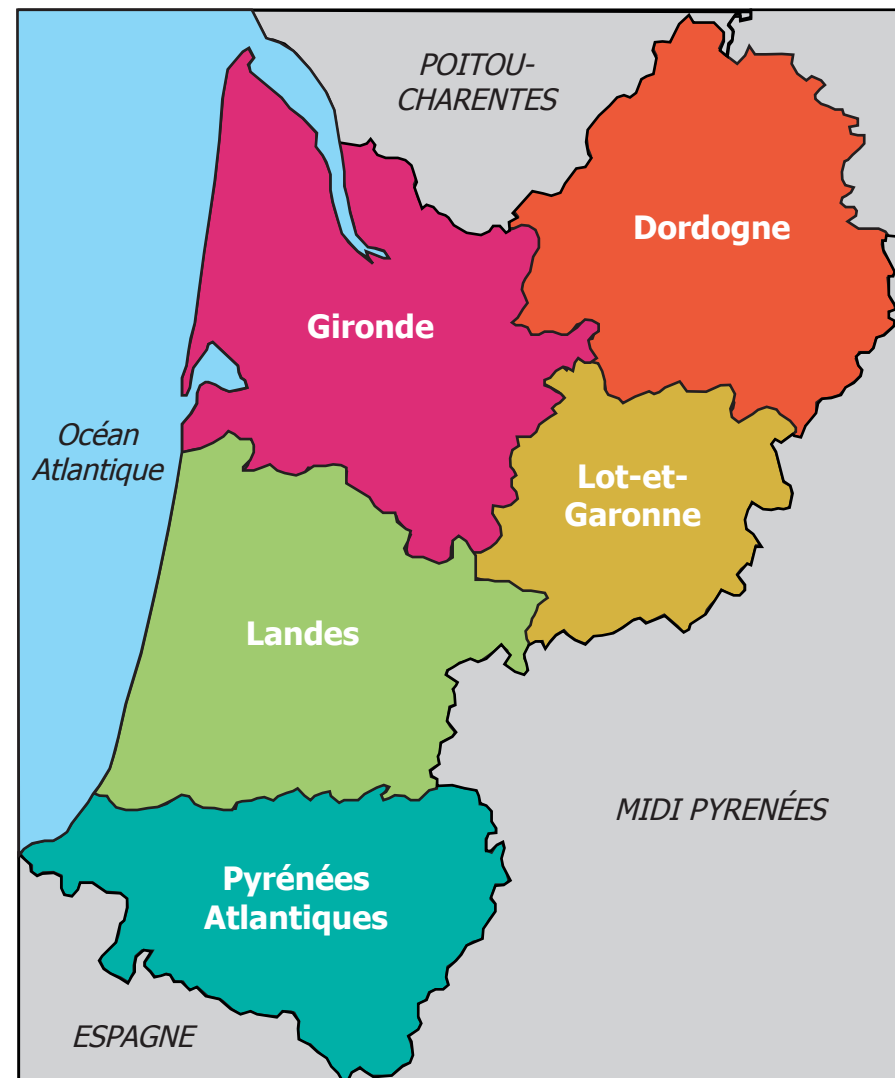 POITOU-
CHARENTES
Dordogne
Gironde
Océan
Atlantique
Lot-et-
Garonne
Landes
MIDI PYRENÉES
Pyrénées
Atlantiques
ESPAGNE